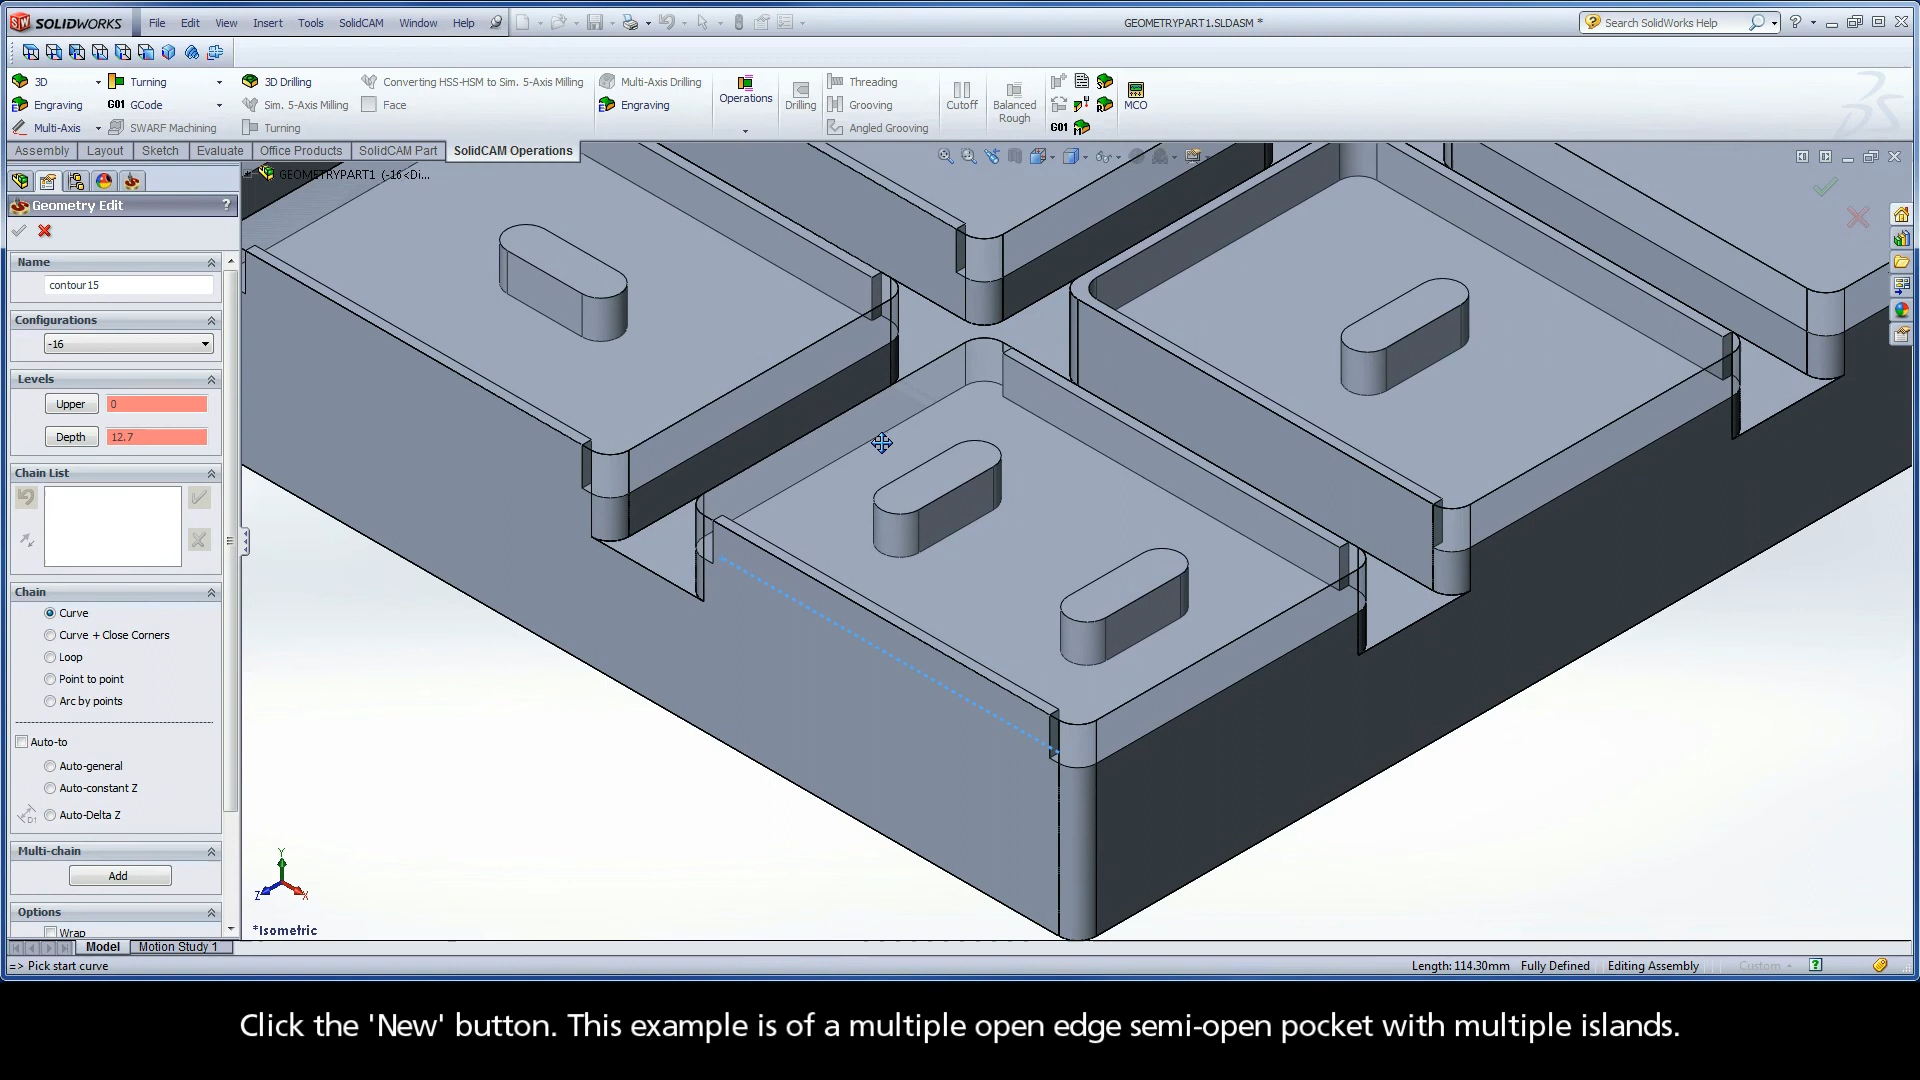 SOLIDWORKS File Edit View Insert Tools SolidCAM Window Help GEOMETRYPART1.SLDASM * Search SolidWorks Help
3D Turning 3D Drilling Converting HSS-HSM to Sim. 5-Axis Milling Multi-Axis Drilling Operations Drilling Threading Cutoff Balanced Rough MCO
Engraving G01 GCode Sim. 5-Axis Milling Face Engraving Grooving
Multi-Axis SWARF Machining Turning Angled Grooving G01
Assembly Layout Sketch Evaluate Office Products SolidCAM Part SolidCAM Operations
GEOMETRYPART1 (-16<Di...
Geometry Edit ?
Name
contour15
Configurations
-16
Levels
Upper 0
Depth 12.7
Chain List
Chain
Curve
Curve + Close Corners
Loop
Point to point
Arc by points
Auto-to
Auto-general
Auto-constant Z
Auto-Delta Z
Multi-chain
Add
Options
Wrap
Y
Z X
*Isometric
Model Motion Study 1
=> Pick start curve Length: 114.30mm Fully Defined Editing Assembly Custom
Click the 'New' button. This example is of a multiple open edge semi-open pocket with multiple islands.